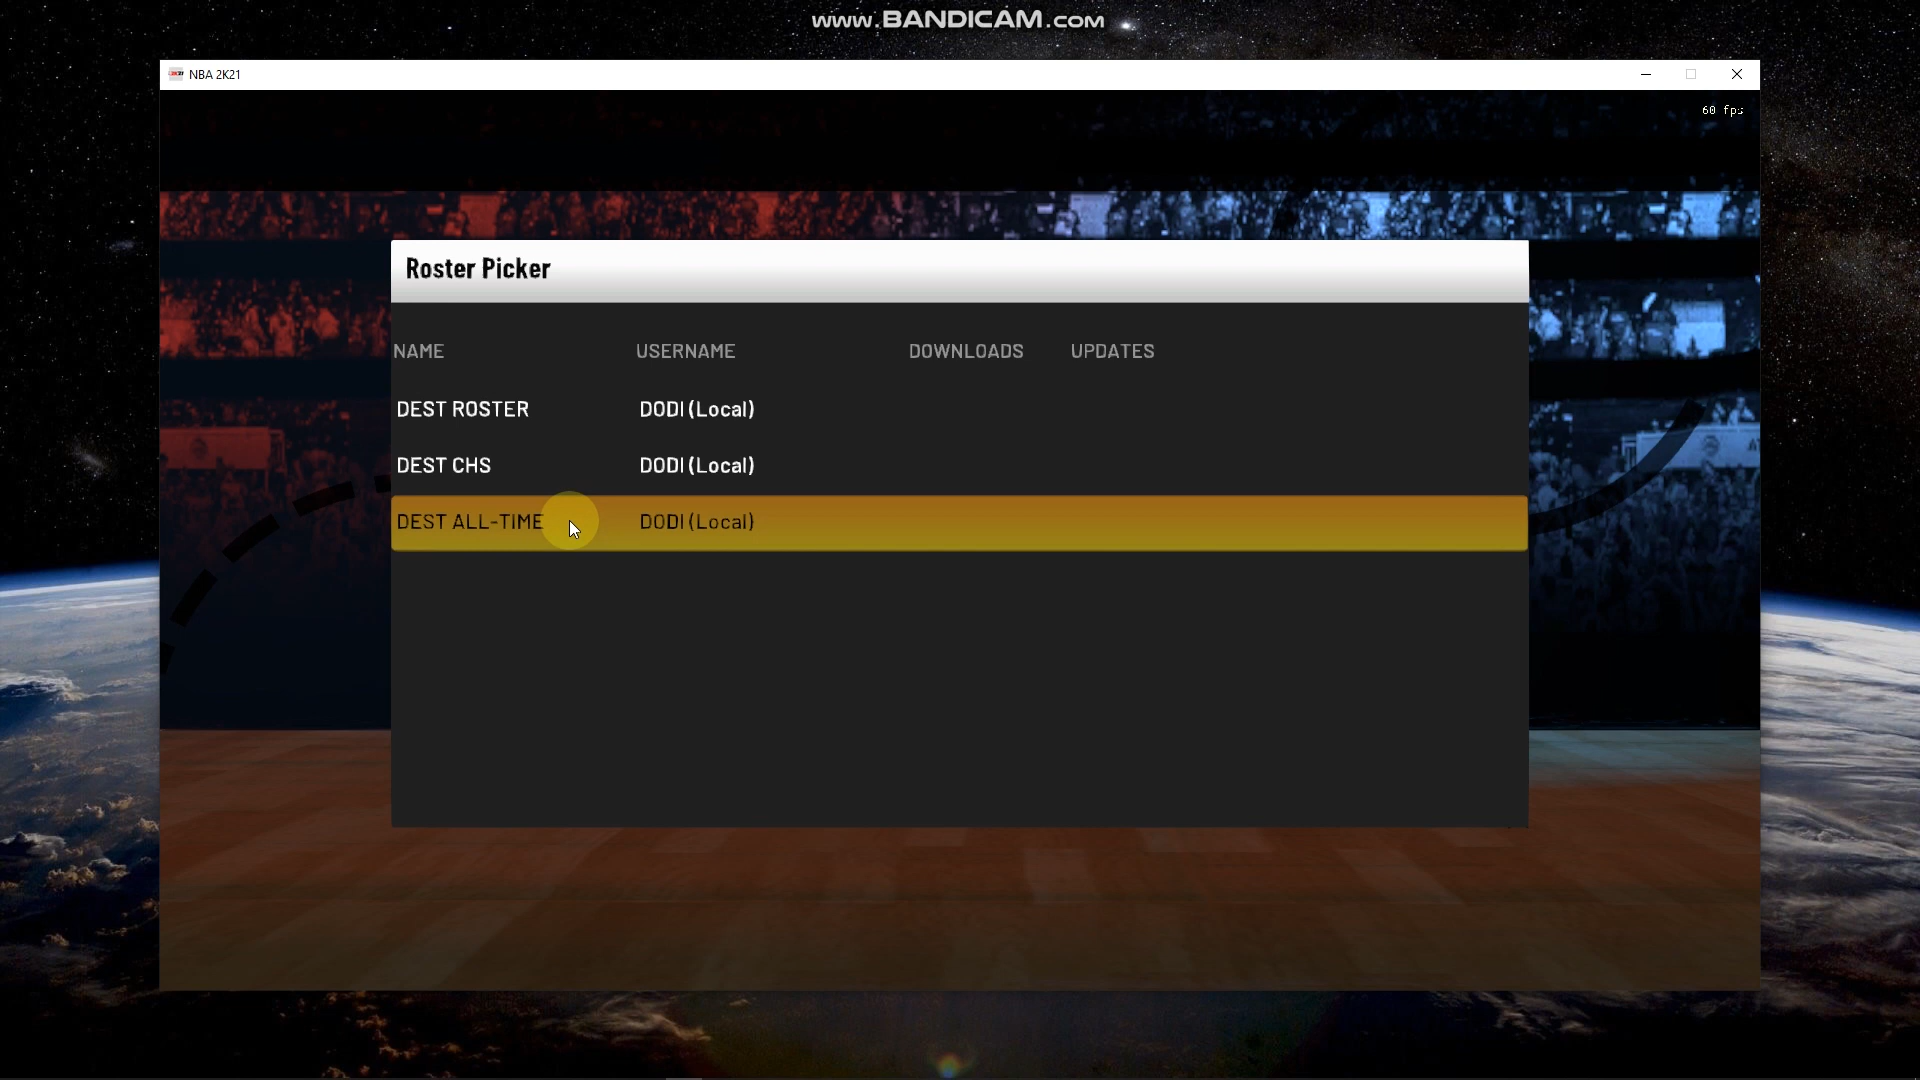 www.BANDICAM.com
NBA 2K21
60 fps
Roster Picker
NAME USERNAME DOWNLOADS UPDATES
DEST ROSTER DODI (Local)
DEST CHS DODI (Local)
DEST ALL-TIME DODI (Local)